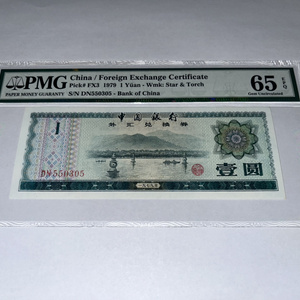 PMG
PAPER MONEY GUARANTY
China / Foreign Exchange Certificate
Pick# FX3 1979 1 Yüan - Wmk: Star & Torch
S/N DN550305 - Bank of China
65 EPQ
Gem Uncirculated
中国银行
外汇兑换券
DN550305
壹圆